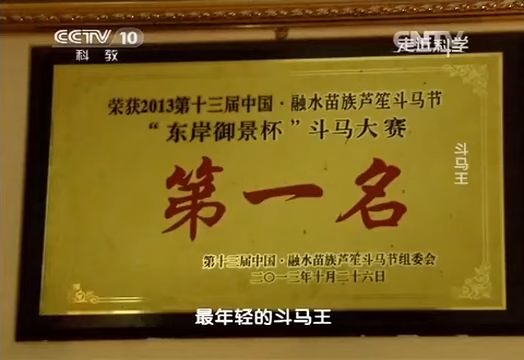 CCTV 10
科教
走近科学
荣获2013第十三届中国·融水苗族芦笙斗马节
“东岸御景杯”斗马大赛
第一名
斗马王
第十三届中国·融水苗族芦笙斗马节组委会
二〇一三年十月二十六日
最年轻的斗马王